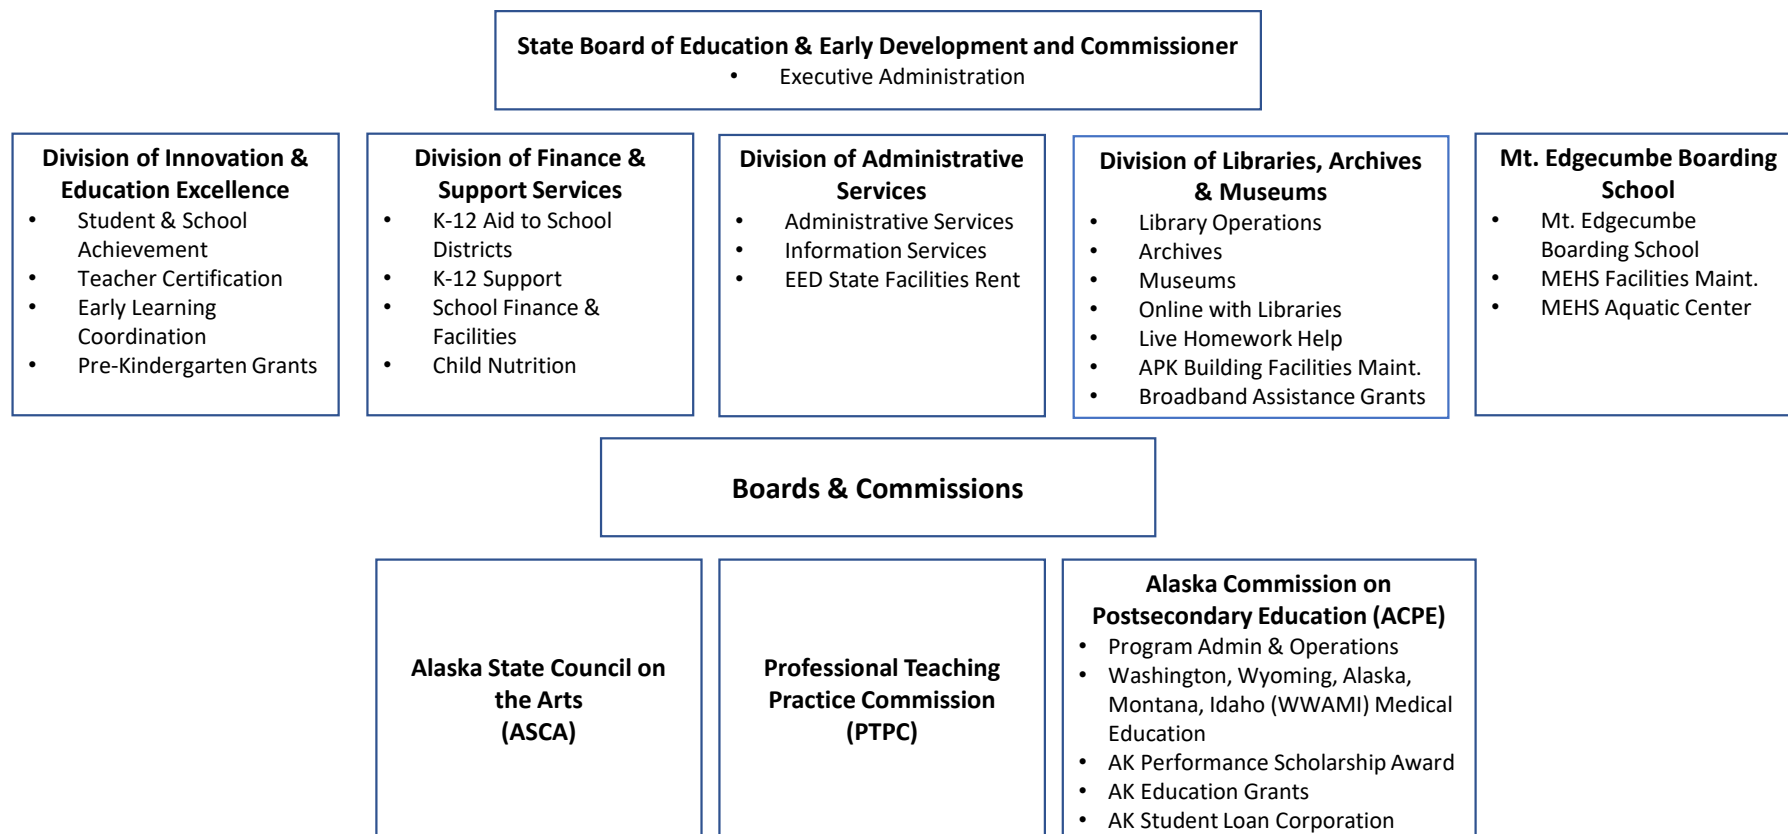 State Board of Education & Early Development and Commissioner
• Executive Administration
Division of Innovation &
Education Excellence
• Student & School
Achievement
• Teacher Certification
• Early Learning
Coordination
• Pre-Kindergarten Grants
Division of Finance &
Support Services
• K-12 Aid to School
Districts
• K-12 Support
• School Finance &
Facilities
• Child Nutrition
Division of Administrative
Services
• Administrative Services
• Information Services
• EED State Facilities Rent
Division of Libraries, Archives
& Museums
• Library Operations
• Archives
• Museums
• Online with Libraries
• Live Homework Help
• APK Building Facilities Maint.
• Broadband Assistance Grants
Mt. Edgecumbe Boarding
School
• Mt. Edgecumbe
Boarding School
• MEHS Facilities Maint.
• MEHS Aquatic Center
Boards & Commissions
Alaska State Council on
the Arts
(ASCA)
Professional Teaching
Practice Commission
(PTPC)
Alaska Commission on
Postsecondary Education (ACPE)
• Program Admin & Operations
• Washington, Wyoming, Alaska,
Montana, Idaho (WWAMI) Medical
Education
• AK Performance Scholarship Award
• AK Education Grants
• AK Student Loan Corporation